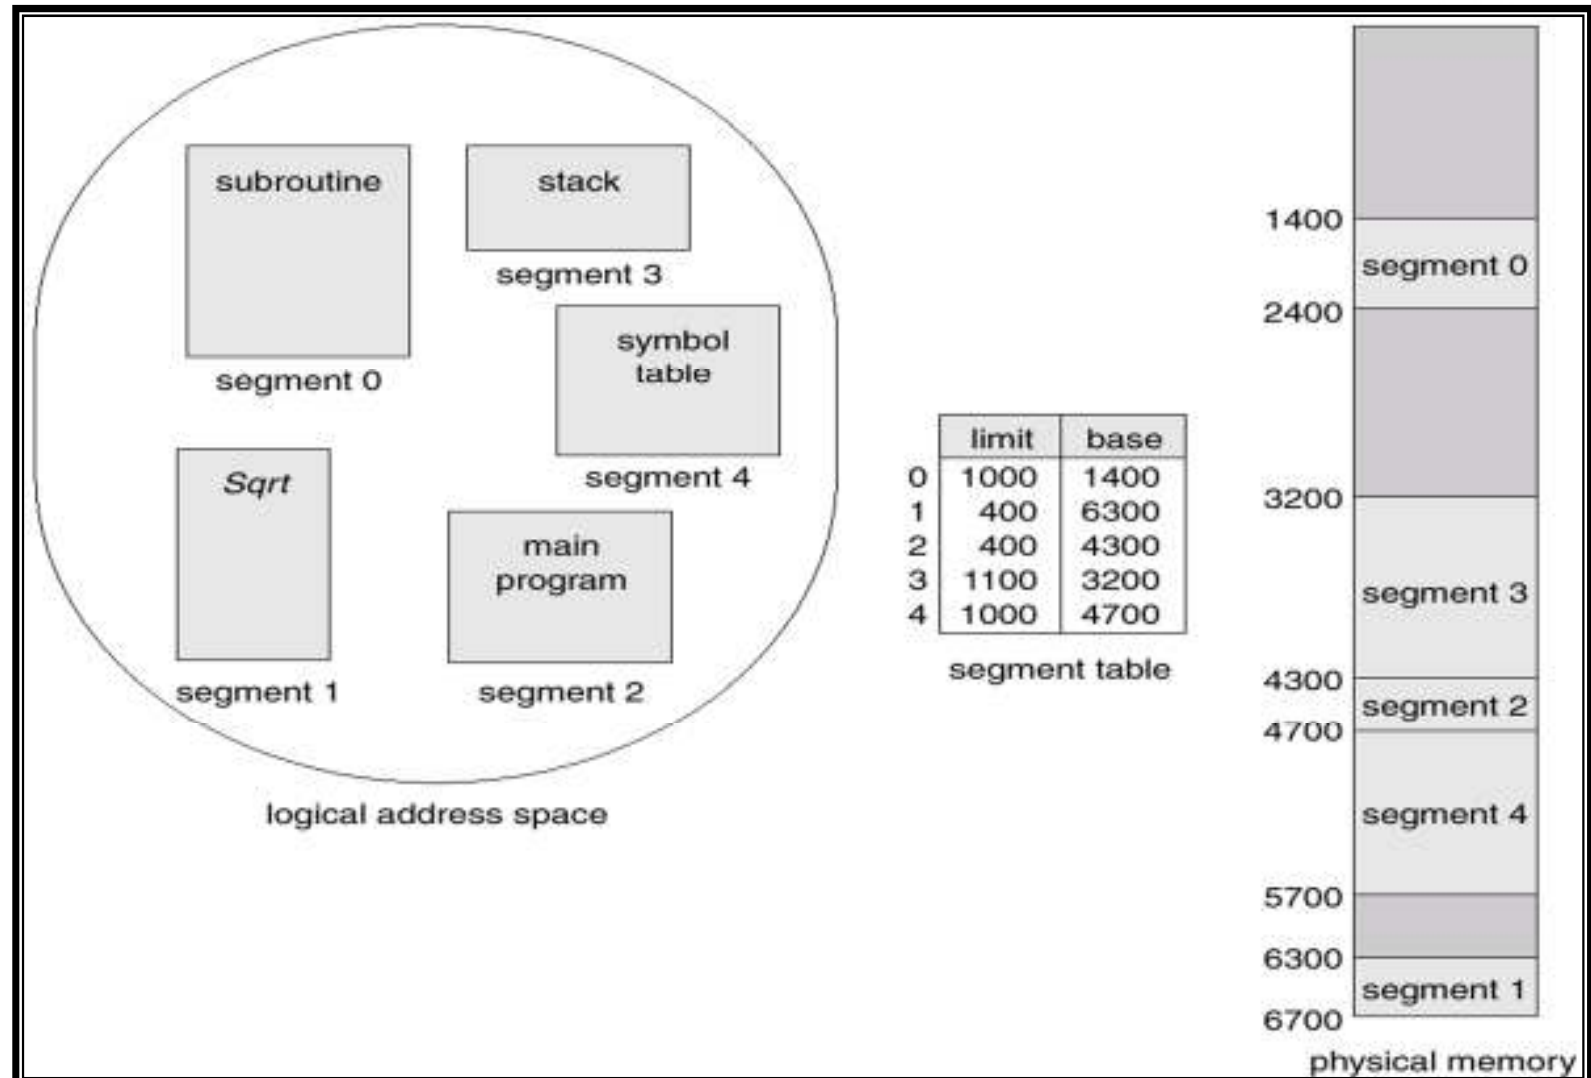 subroutine
segment 0
stack
segment 3
symbol
table
segment 4
Sqrt
segment 1
main
program
segment 2
logical address space
limit base
0 1000 1400
1 400 6300
2 400 4300
3 1100 3200
4 1000 4700
segment table
1400
segment 0
2400
3200
segment 3
4300
segment 2
4700
segment 4
5700
6300
segment 1
6700
physical memory